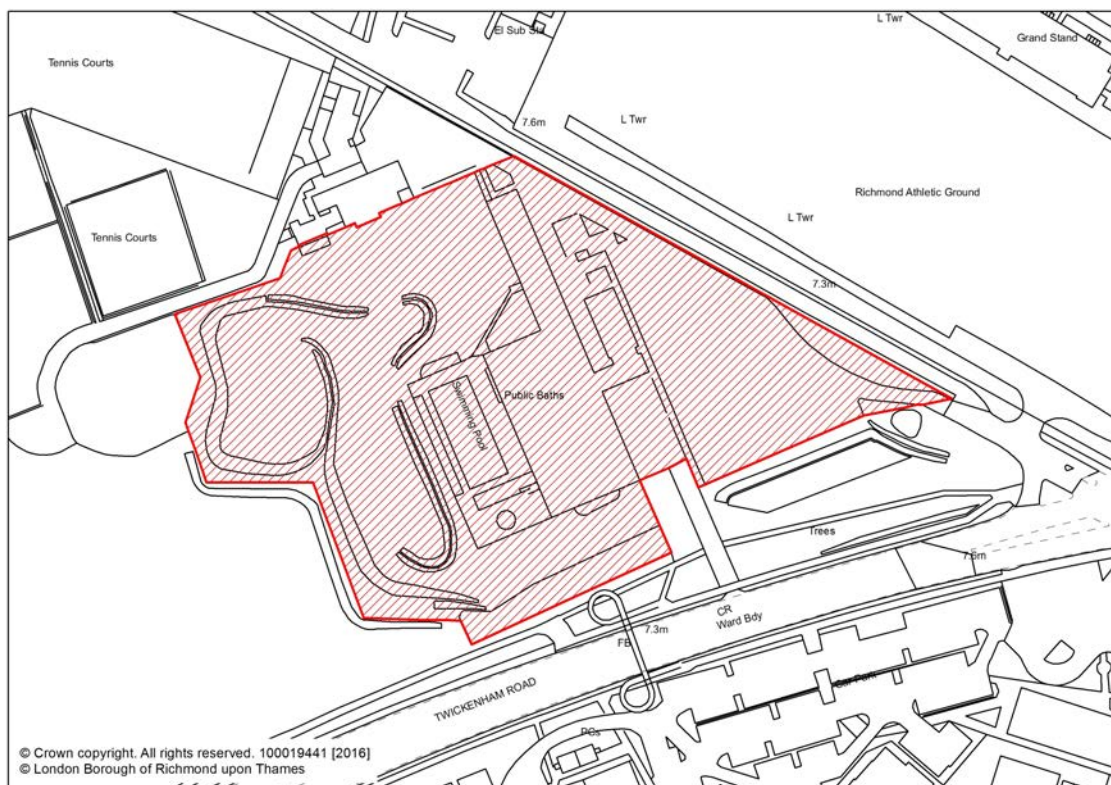 L Twr
El Sub Sta
Grand Stand
Tennis Courts
7.6m
L Twr
Richmond Athletic Ground
L Twr
Tennis Courts
7.3m
Swimming Pool
Public Baths
Trees
7.6m
CR
Ward Bdy
7.3m
FB
TWICKENHAM ROAD
Car Park
PCs
© Crown copyright. All rights reserved. 100019441 [2016]
© London Borough of Richmond upon Thames